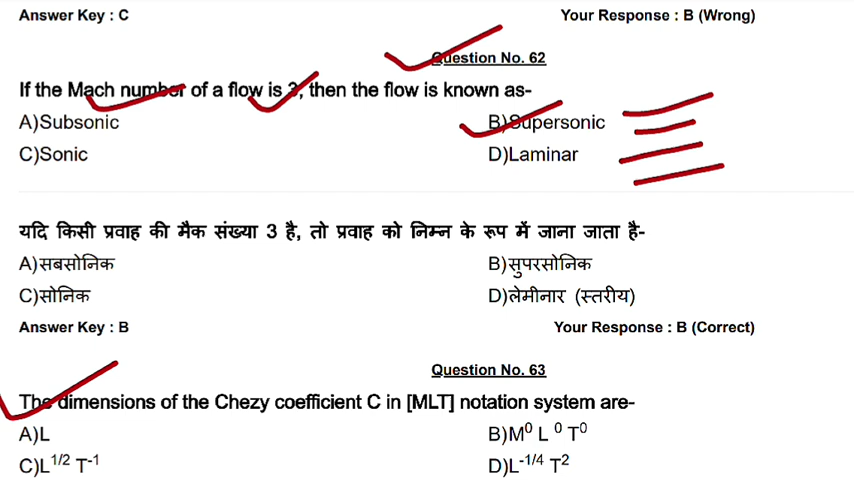 Answer Key : C Your Response : B (Wrong)
Question No. 62
If the Mach number of a flow is 3, then the flow is known as-
A)Subsonic B)Supersonic
C)Sonic D)Laminar
यदि किसी प्रवाह की मैक संख्या 3 है, तो प्रवाह को निम्न के रूप में जाना जाता है-
A)सबसोनिक B)सुपरसोनिक
C)सोनिक D)लेमीनार (स्तरीय)
Answer Key : B Your Response : B (Correct)
Question No. 63
The dimensions of the Chezy coefficient C in [MLT] notation system are-
A)L B)M⁰ L ⁰ T⁰
C)L¹/² T⁻¹ D)L⁻¹/⁴ T²